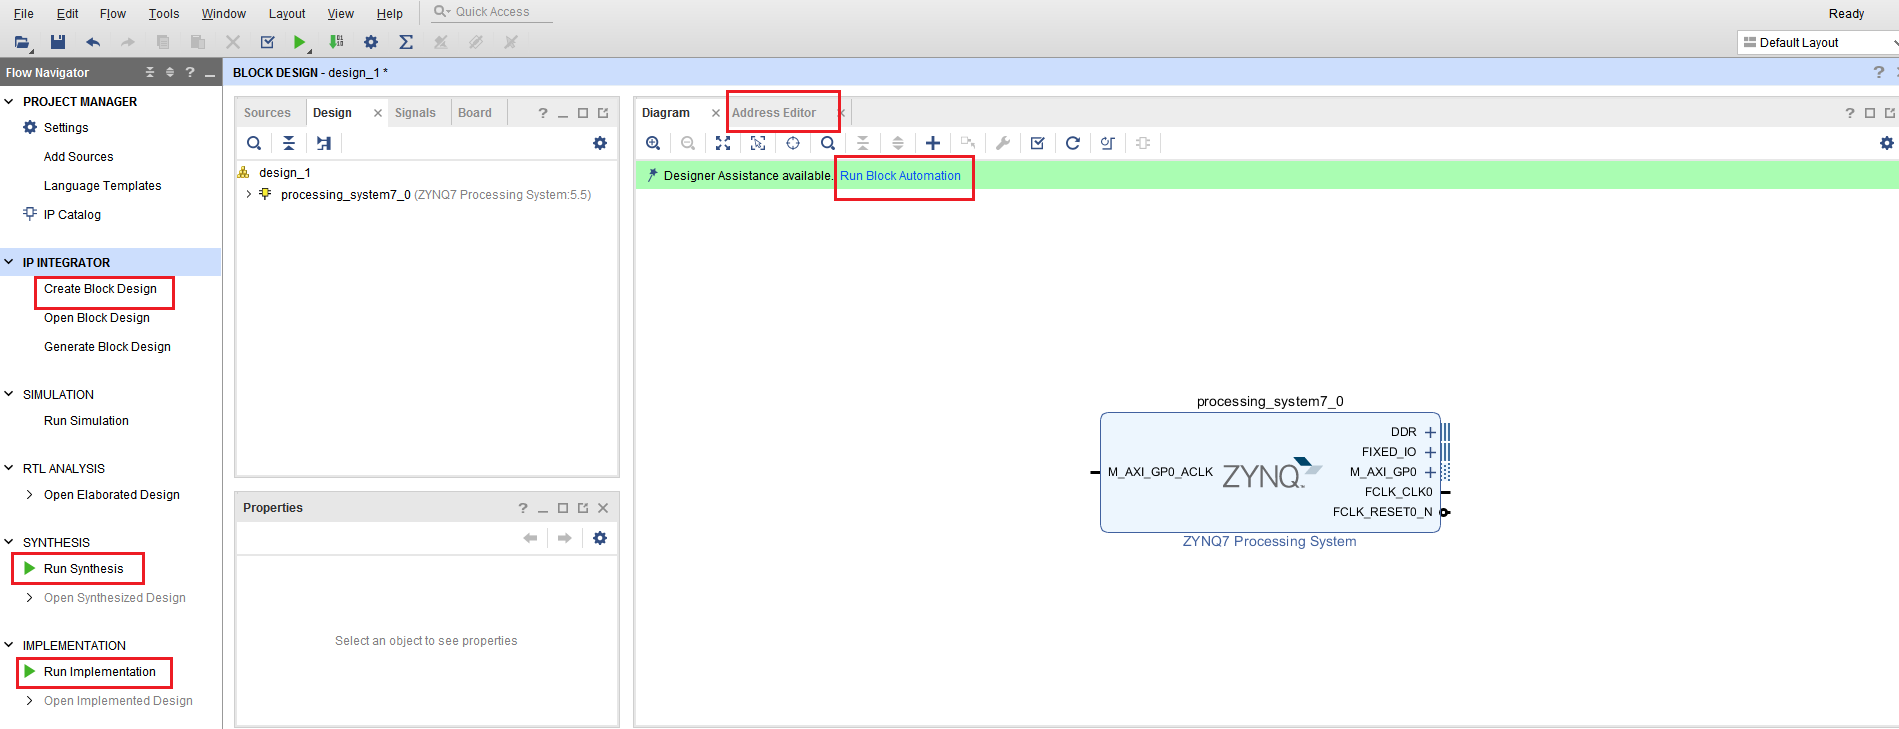 File Edit Flow Tools Window Layout View Help Quick Access Ready
Default Layout
Flow Navigator
PROJECT MANAGER
Settings
Add Sources
Language Templates
IP Catalog
IP INTEGRATOR
Create Block Design
Open Block Design
Generate Block Design
SIMULATION
Run Simulation
RTL ANALYSIS
Open Elaborated Design
SYNTHESIS
Run Synthesis
Open Synthesized Design
IMPLEMENTATION
Run Implementation
Open Implemented Design
BLOCK DESIGN - design_1 *
Sources Design Signals Board
design_1
processing_system7_0 (ZYNQ7 Processing System:5.5)
Properties
Select an object to see properties
Diagram Address Editor
Designer Assistance available. Run Block Automation
processing_system7_0
DDR
FIXED_IO
M_AXI_GP0_ACLK ZYNQ M_AXI_GP0
FCLK_CLK0
FCLK_RESET0_N
ZYNQ7 Processing System